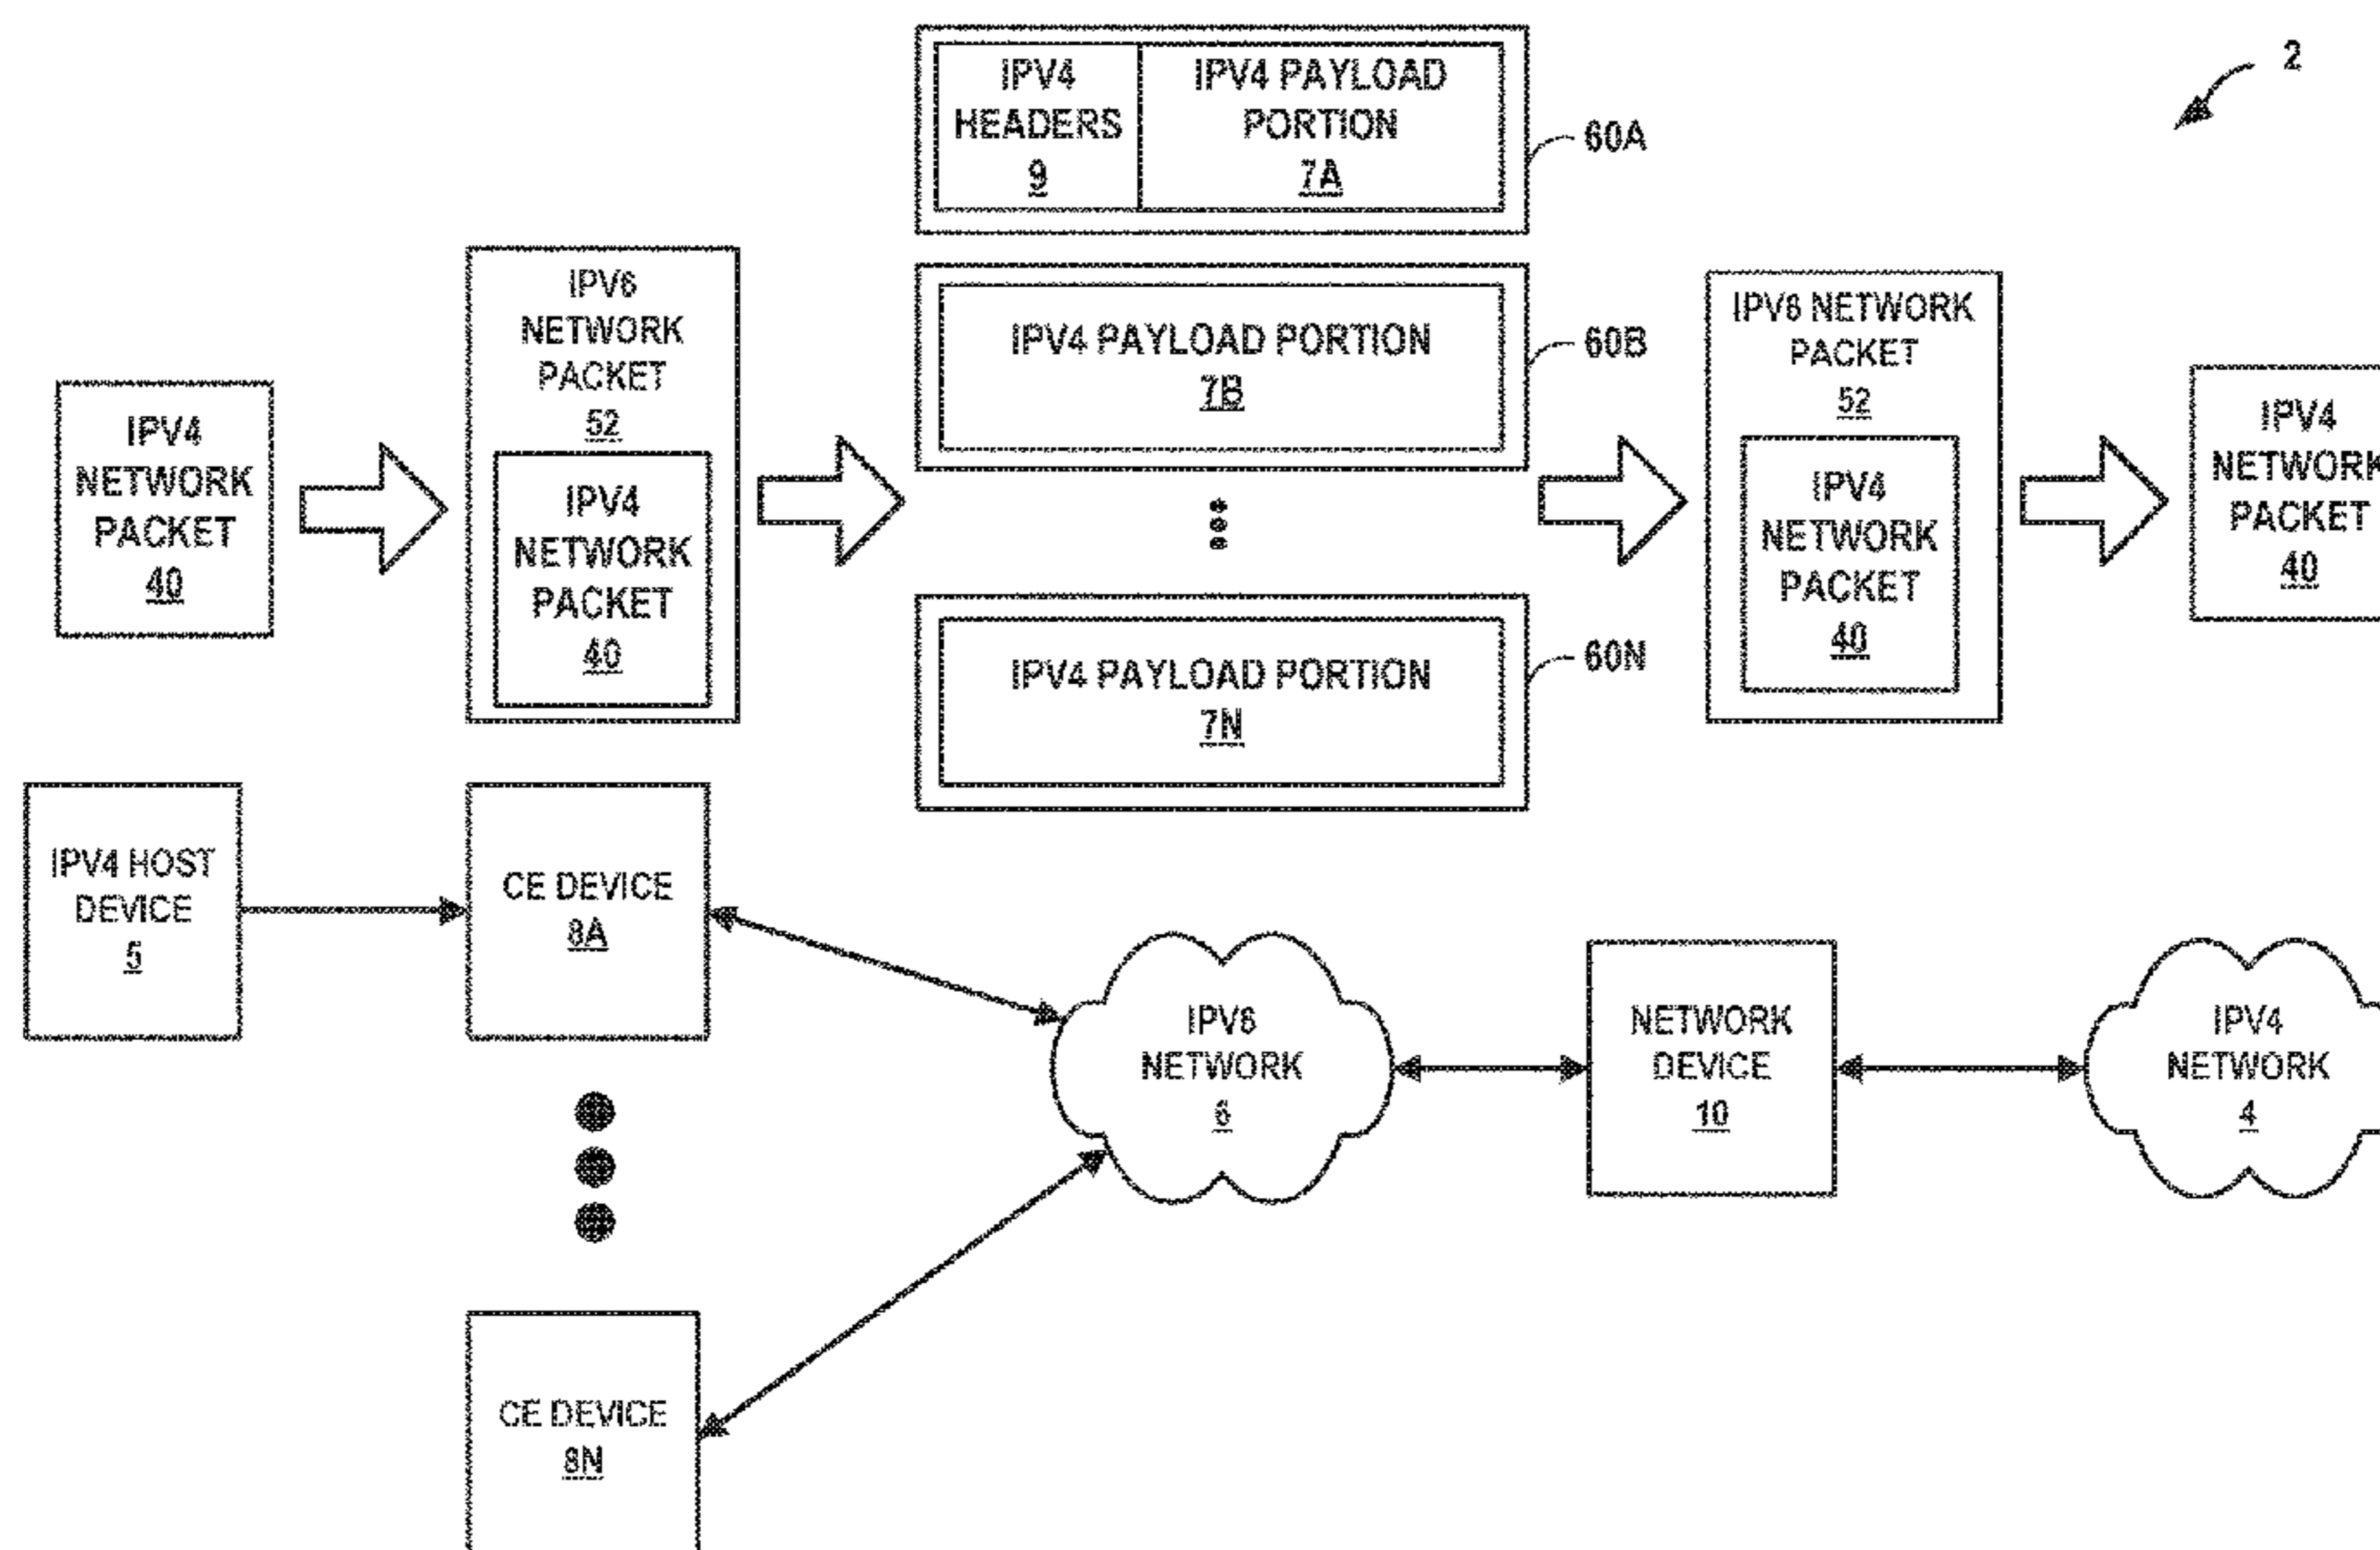 2
IPV4
HEADERS
9
IPV4 PAYLOAD
PORTION
7A
60A
IPV4
NETWORK
PACKET
40
IPV6
NETWORK
PACKET
52
IPV4
NETWORK
PACKET
40
IPV4 PAYLOAD PORTION
7B
60B
IPV4 PAYLOAD PORTION
7N
60N
IPV6 NETWORK
PACKET
52
IPV4
NETWORK
PACKET
40
IPV4
NETWORK
PACKET
40
IPV4 HOST
DEVICE
5
CE DEVICE
8A
IPV6
NETWORK
6
NETWORK
DEVICE
10
IPV4
NETWORK
4
CE DEVICE
8N